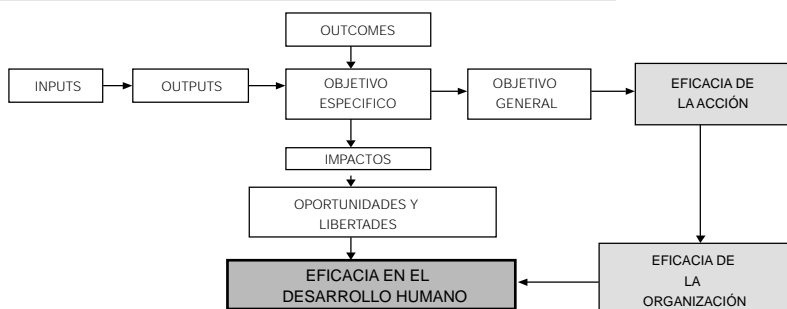 OUTCOMES
INPUTS
OUTPUTS
OBJETIVO
ESPECIFICO
OBJETIVO
GENERAL
EFICACIA DE
LA ACCIÓN
IMPACTOS
OPORTUNIDADES Y
LIBERTADES
EFICACIA EN EL
DESARROLLO HUMANO
EFICACIA DE
LA
ORGANIZACIÓN